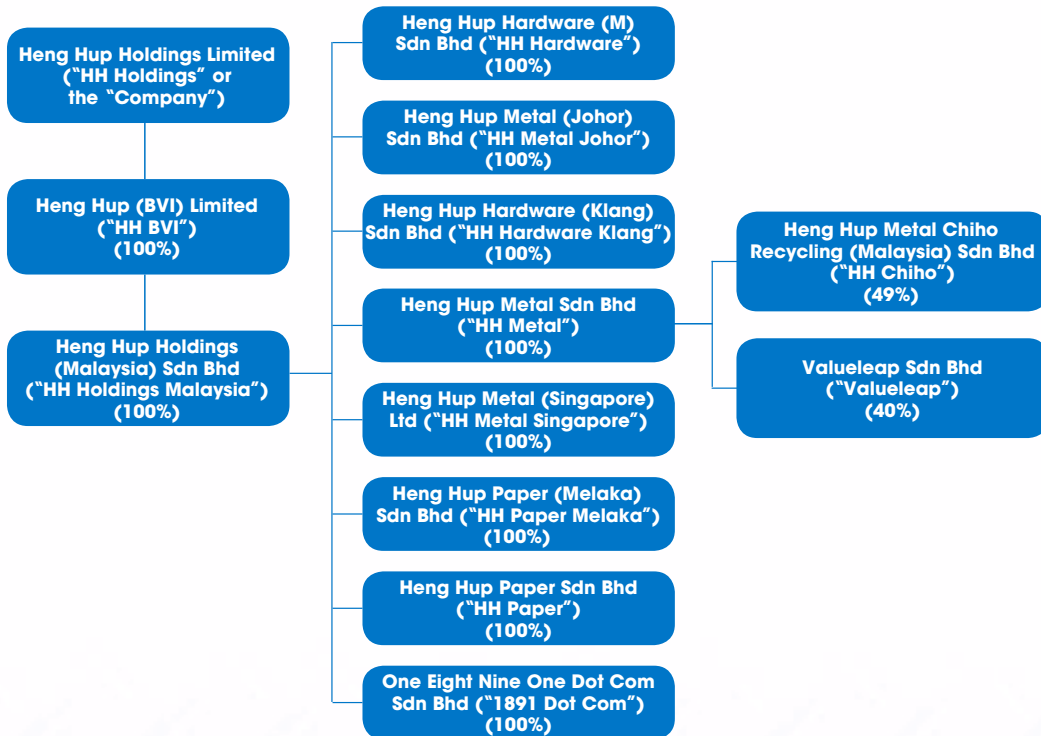 Heng Hup Holdings Limited
(“HH Holdings” or
the “Company”)
Heng Hup (BVI) Limited
(“HH BVI”)
(100%)
Heng Hup Holdings
(Malaysia) Sdn Bhd
(“HH Holdings Malaysia”)
(100%)
Heng Hup Hardware (M)
Sdn Bhd (“HH Hardware”)
(100%)
Heng Hup Metal (Johor)
Sdn Bhd (“HH Metal Johor”)
(100%)
Heng Hup Hardware (Klang)
Sdn Bhd (“HH Hardware Klang”)
(100%)
Heng Hup Metal Sdn Bhd
(“HH Metal”)
(100%)
Heng Hup Metal (Singapore)
Ltd (“HH Metal Singapore”)
(100%)
Heng Hup Paper (Melaka)
Sdn Bhd (“HH Paper Melaka”)
(100%)
Heng Hup Paper Sdn Bhd
(“HH Paper”)
(100%)
One Eight Nine One Dot Com
Sdn Bhd (“1891 Dot Com”)
(100%)
Heng Hup Metal Chiho
Recycling (Malaysia) Sdn Bhd
(“HH Chiho”)
(49%)
Valueleap Sdn Bhd
(“Valueleap”)
(40%)